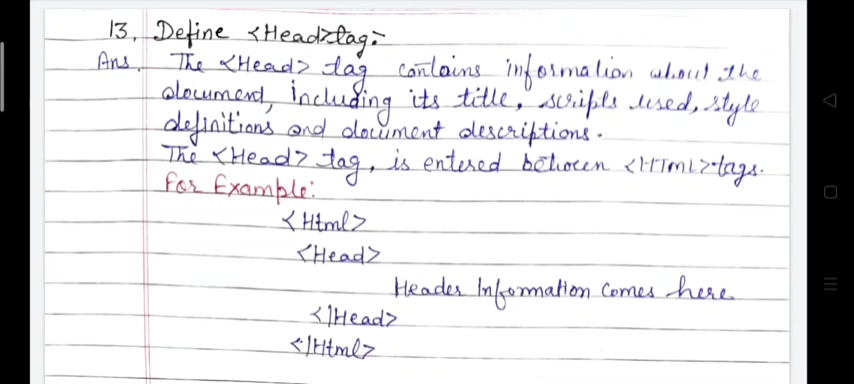 13. Define <Head>tag:-
Ans. The <Head> tag contains information about the
document, including its title, scripts used, style
definitions and document descriptions.
The <Head> tag, is entered between <HTML> tags.
For Example:
<Html>
<Head>
Header Information comes here.
</Head>
</Html>